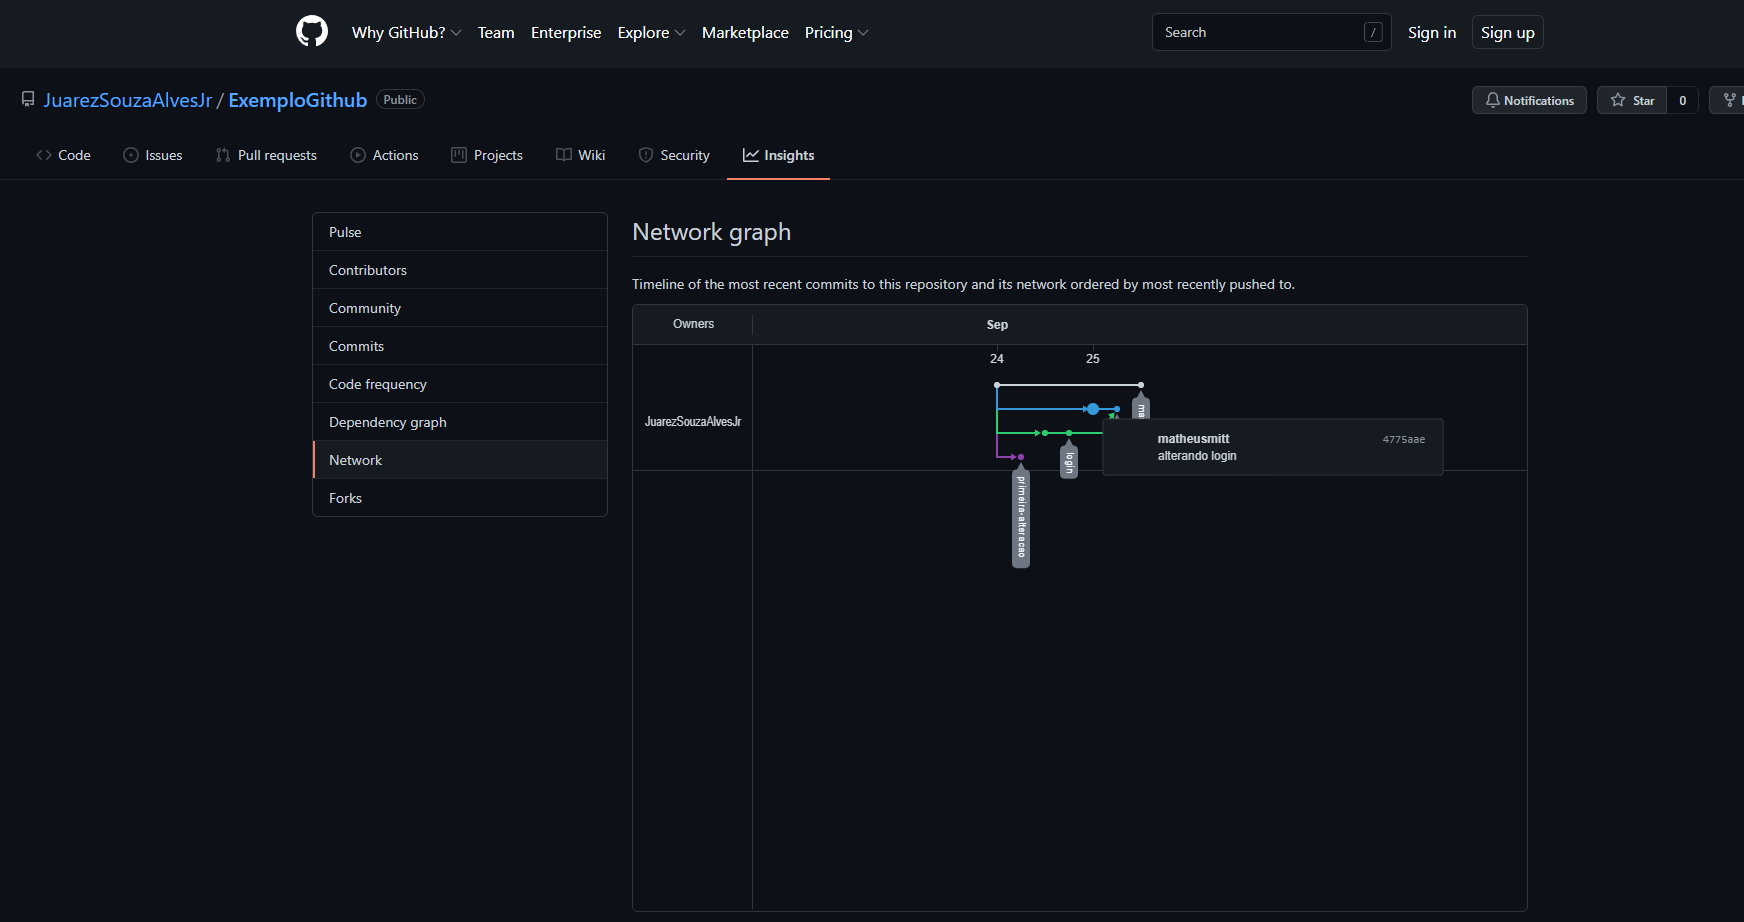 Why GitHub? Team Enterprise Explore Marketplace Pricing Search / Sign in Sign up
JuarezSouzaAlvesJr / ExemploGithub Public Notifications Star 0
Code Issues Pull requests Actions Projects Wiki Security Insights
Pulse
Contributors
Community
Commits
Code frequency
Dependency graph
Network
Forks
Network graph
Timeline of the most recent commits to this repository and its network ordered by most recently pushed to.
Owners Sep
24 25
JuarezSouzaAlvesJr
ma
matheusmitt 4775aae
alterando login
login
primeira-alteracao